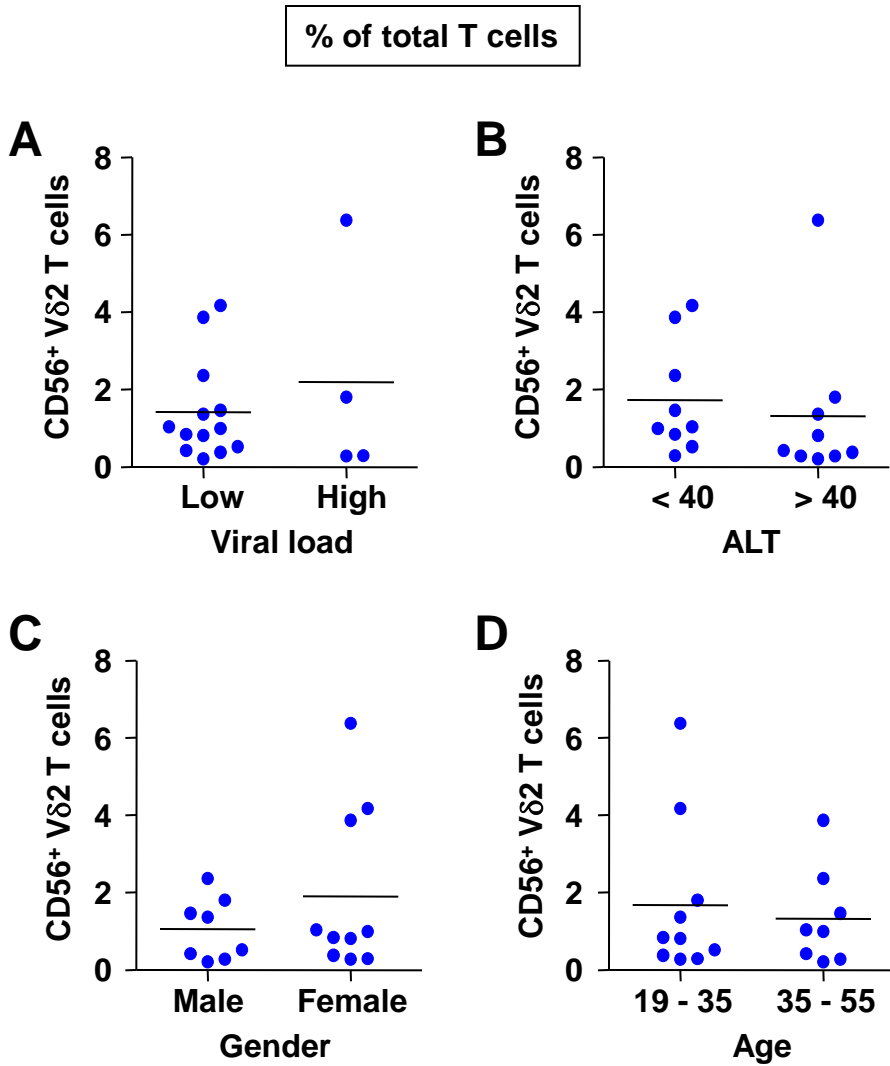 % of total T cells
A
CD56⁺ Vδ2 T cells
8
6
4
2
0
Low High
Viral load
B
CD56⁺ Vδ2 T cells
8
6
4
2
0
< 40 > 40
ALT
C
CD56⁺ Vδ2 T cells
8
6
4
2
0
Male Female
Gender
D
CD56⁺ Vδ2 T cells
8
6
4
2
0
19 - 35 35 - 55
Age